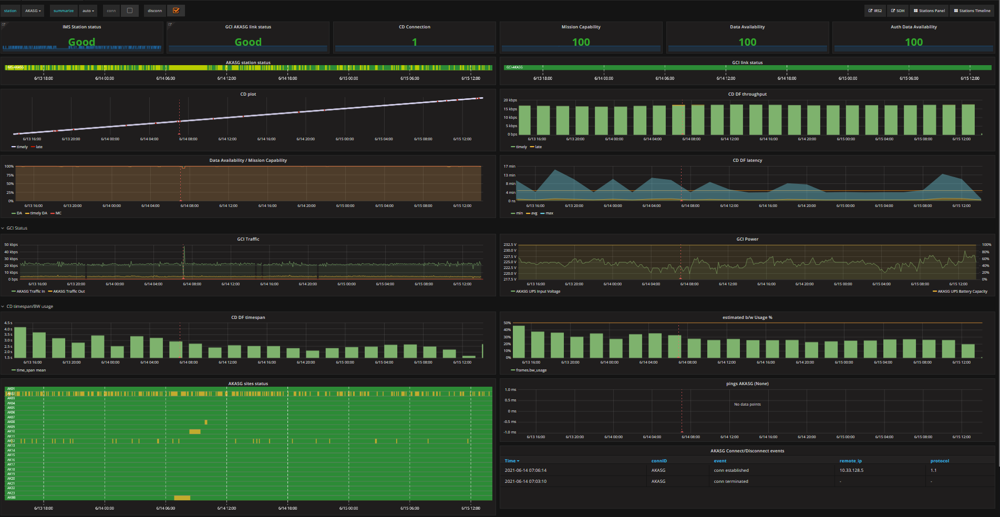 station AKASG summarize auto conn disconn IRS2 SOH Stations Panel Stations Timeline
IMS Station status
Good
GCI AKASG link status
Good
CD Connection
1
Mission Capability
100
Data Availability
100
Auth Data Availability
100
AKASG station status
IMS-AKASG
6/13 18:00 6/14 00:00 6/14 06:00 6/14 12:00 6/14 18:00 6/15 00:00 6/15 06:00 6/15 12:00
GCI link status
GCI-AKASG
6/13 18:00 6/14 00:00 6/14 06:00 6/14 12:00 6/14 18:00 6/15 00:00 6/15 06:00 6/15 12:00
CD plot
6/13 16:00 6/13 20:00 6/14 00:00 6/14 04:00 6/14 08:00 6/14 12:00 6/14 16:00 6/14 20:00 6/15 00:00 6/15 04:00 6/15 08:00 6/15 12:00
timely late
CD DF throughput
20 kbps
15 kbps
10 kbps
5 kbps
0 bps
6/13 16:00 6/13 20:00 6/14 00:00 6/14 04:00 6/14 08:00 6/14 12:00 6/14 16:00 6/14 20:00 6/15 00:00 6/15 04:00 6/15 08:00 6/15 12:00
timely late
Data Availability / Mission Capability
100%
75%
50%
25%
0%
6/13 16:00 6/13 20:00 6/14 00:00 6/14 04:00 6/14 08:00 6/14 12:00 6/14 16:00 6/14 20:00 6/15 00:00 6/15 04:00 6/15 08:00 6/15 12:00
DA timely DA MC
CD DF latency
17 min
13 min
8 min
4 min
0 ns
6/13 16:00 6/13 20:00 6/14 00:00 6/14 04:00 6/14 08:00 6/14 12:00 6/14 16:00 6/14 20:00 6/15 00:00 6/15 04:00 6/15 08:00 6/15 12:00
min avg max
GCI Status
GCI Traffic
50 kbps
40 kbps
30 kbps
20 kbps
10 kbps
0 bps
6/13 16:00 6/13 20:00 6/14 00:00 6/14 04:00 6/14 08:00 6/14 12:00 6/14 16:00 6/14 20:00 6/15 00:00 6/15 04:00 6/15 08:00 6/15 12:00
AKASG Traffic In AKASG Traffic Out
GCI Power
232.5 V 100%
230.0 V 80%
227.5 V 60%
225.0 V 40%
222.5 V 20%
220.0 V 0%
217.5 V
6/13 16:00 6/13 20:00 6/14 00:00 6/14 04:00 6/14 08:00 6/14 12:00 6/14 16:00 6/14 20:00 6/15 00:00 6/15 04:00 6/15 08:00 6/15 12:00
AKASG UPS Input Voltage AKASG UPS Battery Capacity
CD timespan/BW usage
CD DF timespan
4.5 s
4.0 s
3.5 s
3.0 s
2.5 s
2.0 s
1.5 s
6/13 16:00 6/13 20:00 6/14 00:00 6/14 04:00 6/14 08:00 6/14 12:00 6/14 16:00 6/14 20:00 6/15 00:00 6/15 04:00 6/15 08:00 6/15 12:00
time_span mean
estimated b/w Usage %
50%
40%
30%
20%
10%
0%
6/13 16:00 6/13 20:00 6/14 00:00 6/14 04:00 6/14 08:00 6/14 12:00 6/14 16:00 6/14 20:00 6/15 00:00 6/15 04:00 6/15 08:00 6/15 12:00
frames.bw_usage
AKASG sites status
AK01
AK02
AK03
AK04
AK05
AK06
AK07
AK08
AK09
AK10
AK11
AK12
AK13
AK14
AK15
AK16
AK17
AK18
AK19
AK20
AK21
AK22
AK23
AKBB
6/13 18:00 6/14 00:00 6/14 06:00 6/14 12:00 6/14 18:00 6/15 00:00 6/15 06:00 6/15 12:00
pings AKASG (None)
1.0 ms
0.5 ms
0 ms
-0.5 ms
-1.0 ms
No data points
6/13 16:00 6/13 20:00 6/14 00:00 6/14 04:00 6/14 08:00 6/14 12:00 6/14 16:00 6/14 20:00 6/15 00:00 6/15 04:00 6/15 08:00 6/15 12:00
AKASG Connect/Disconnect events
Time connID event remote_ip protocol
2021-06-14 07:06:14 AKASG conn established 10.33.128.5 1.1
2021-06-14 07:03:10 AKASG conn terminated - -